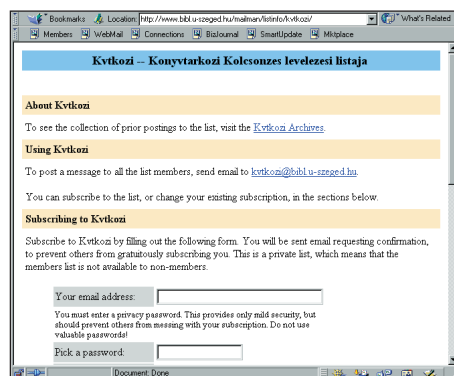 Bookmarks Location: http://www.bibl.u-szeged.hu/mailman/listinfo/kvtkozi/ What's Related
Members WebMail Connections BizJournal SmartUpdate Mktplace
Kvtkozi -- Konyvtarkozi Kolcsonzes levelezesi listaja
About Kvtkozi
To see the collection of prior postings to the list, visit the Kvtkozi Archives.
Using Kvtkozi
To post a message to all the list members, send email to kvtkozi@bibl.u-szeged.hu.
You can subscribe to the list, or change your existing subscription, in the sections below.
Subscribing to Kvtkozi
Subscribe to Kvtkozi by filling out the following form. You will be sent email requesting confirmation,
to prevent others from gratuitously subscribing you. This is a private list, which means that the
members list is not available to non-members.
Your email address:
You must enter a privacy password. This provides only mild security, but
should prevent others from messing with your subscription. Do not use
valuable passwords!
Pick a password:
Document: Done